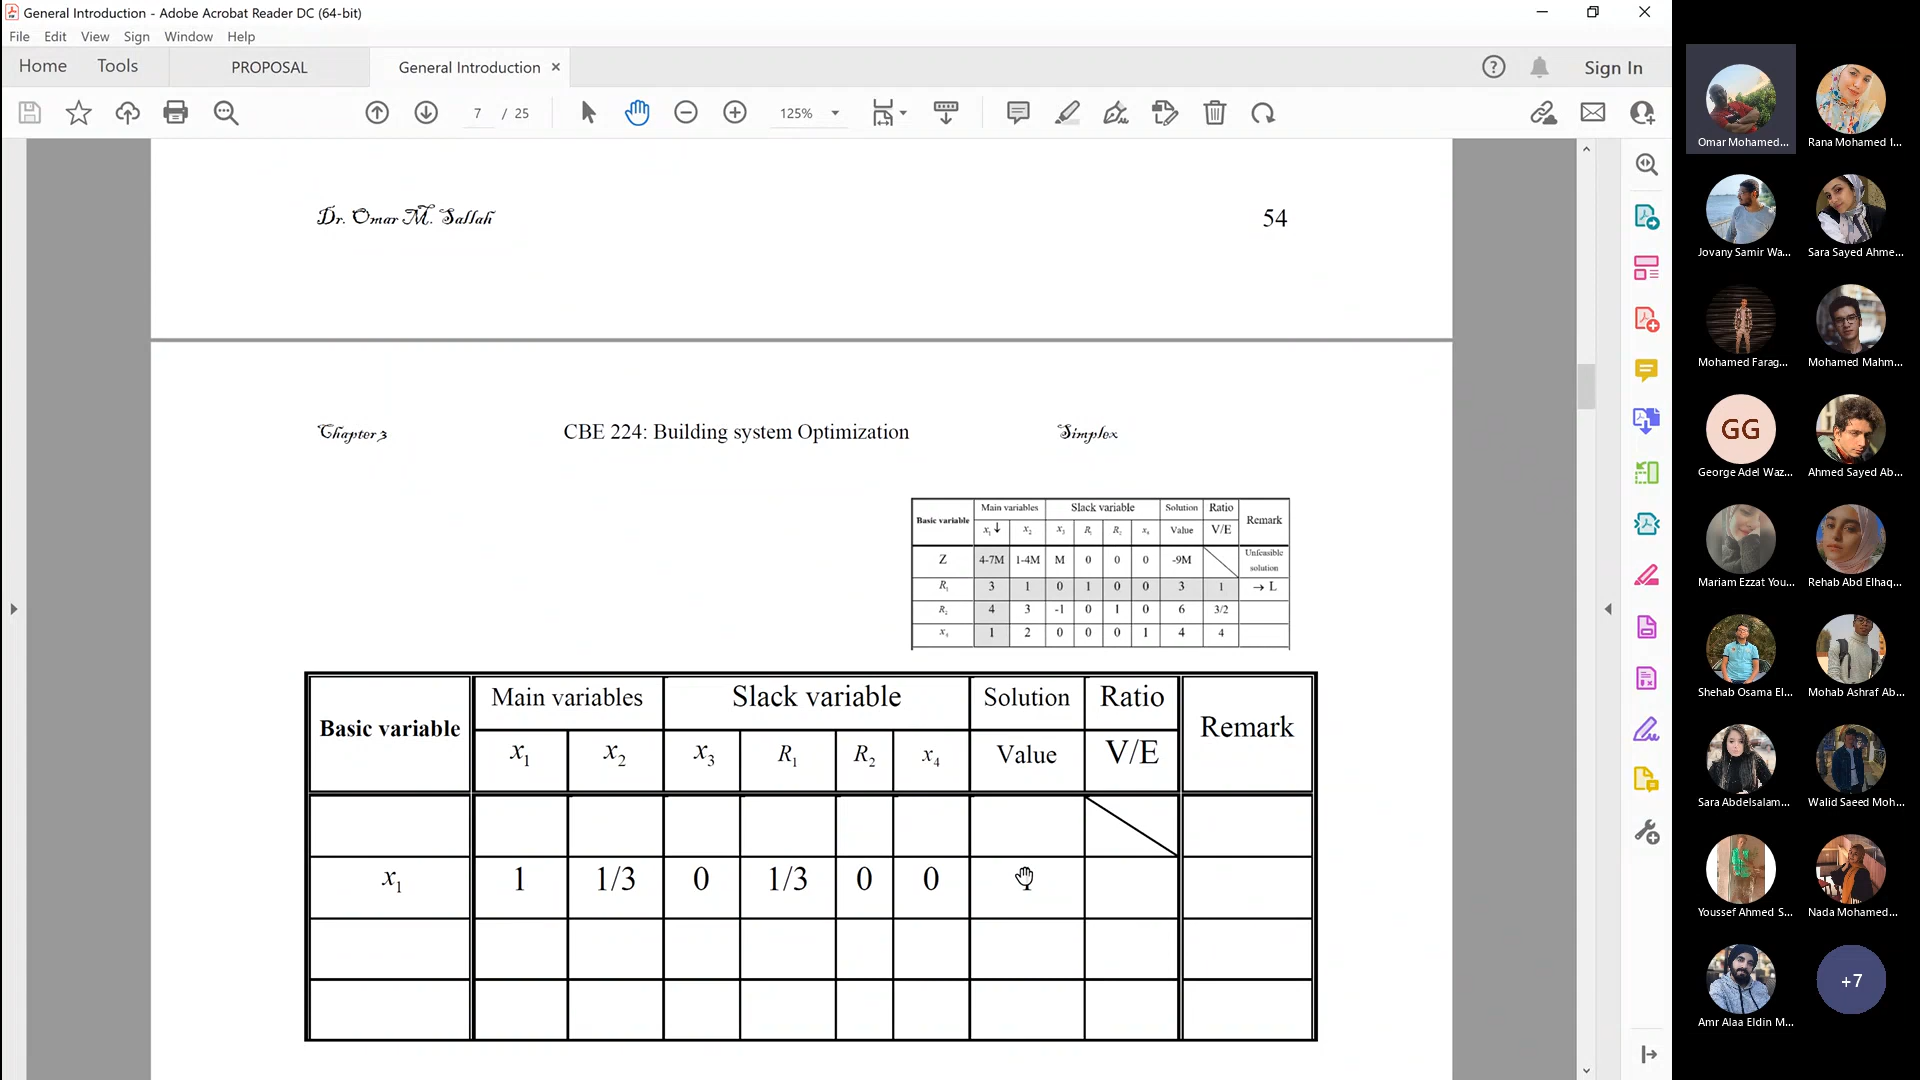 General Introduction - Adobe Acrobat Reader DC (64-bit)
File Edit View Sign Window Help
Home Tools PROPOSAL General Introduction × Sign In
7 / 25 125%
Dr. Omar M. Sallah 54
Chapter 3 CBE 224: Building system Optimization Simplex
Basic variable Main variables Slack variable Solution Ratio Remark
x₁↓ x₂ x₃ R₁ R₂ x₄ Value V/E
Z 4-7M 1-4M M 0 0 0 -9M Unfeasible solution
R₁ 3 1 0 1 0 0 3 1 → L
R₂ 4 3 -1 0 1 0 6 3/2
x₄ 1 2 0 0 0 1 4 4
Basic variable Main variables Slack variable Solution Ratio Remark
x₁ x₂ x₃ R₁ R₂ x₄ Value V/E
x₁ 1 1/3 0 1/3 0 0
Omar Mohamed... Rana Mohamed I...
Jovany Samir Wa... Sara Sayed Ahme...
Mohamed Farag... Mohamed Mahm...
GG
George Adel Waz... Ahmed Sayed Ab...
Mariam Ezzat You... Rehab Abd Elhaq...
Shehab Osama El... Mohab Ashraf Ab...
Sara Abdelsalam... Walid Saeed Moh...
Youssef Ahmed S... Nada Mohamed...
+7
Amr Alaa Eldin M...